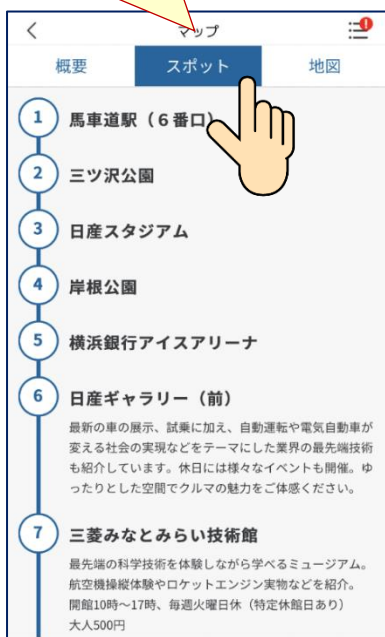 マップ
概要 スポット 地図
1 馬車道駅（６番口）
2 三ツ沢公園
3 日産スタジアム
4 岸根公園
5 横浜銀行アイスアリーナ
6 日産ギャラリー（前）
最新の車の展示、試乗に加え、自動運転や電気自動車が
変える社会の実現などをテーマにした業界の最先端技術
も紹介しています。休日には様々なイベントも開催。ゆ
ったりとした空間でクルマの魅力をご体感ください。
7 三菱みなとみらい技術館
最先端の科学技術を体験しながら学べるミュージアム。
航空機操縦体験やロケットエンジン実物などを紹介。
開館10時～17時、毎週火曜日休（特定休館日あり）
大人500円